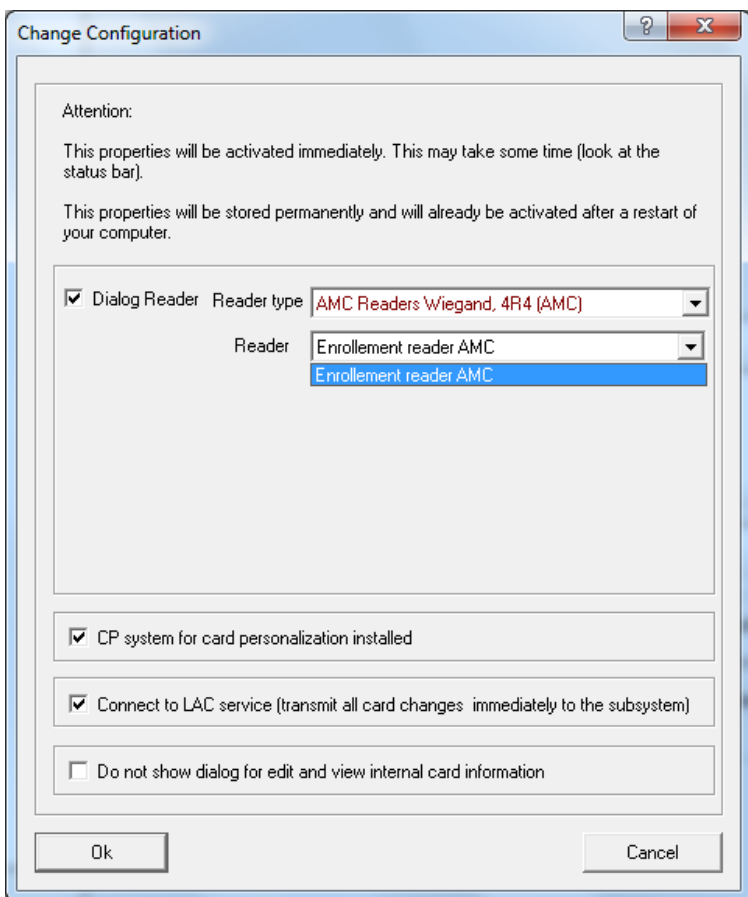 Change Configuration
Attention:
This properties will be activated immediately. This may take some time (look at the
status bar).
This properties will be stored permanently and will already be activated after a restart of
your computer.
Dialog Reader Reader type AMC Readers Wiegand, 4R4 (AMC)
Reader Enrollement reader AMC
Enrollement reader AMC
CP system for card personalization installed
Connect to LAC service (transmit all card changes immediately to the subsystem)
Do not show dialog for edit and view internal card information
Ok Cancel